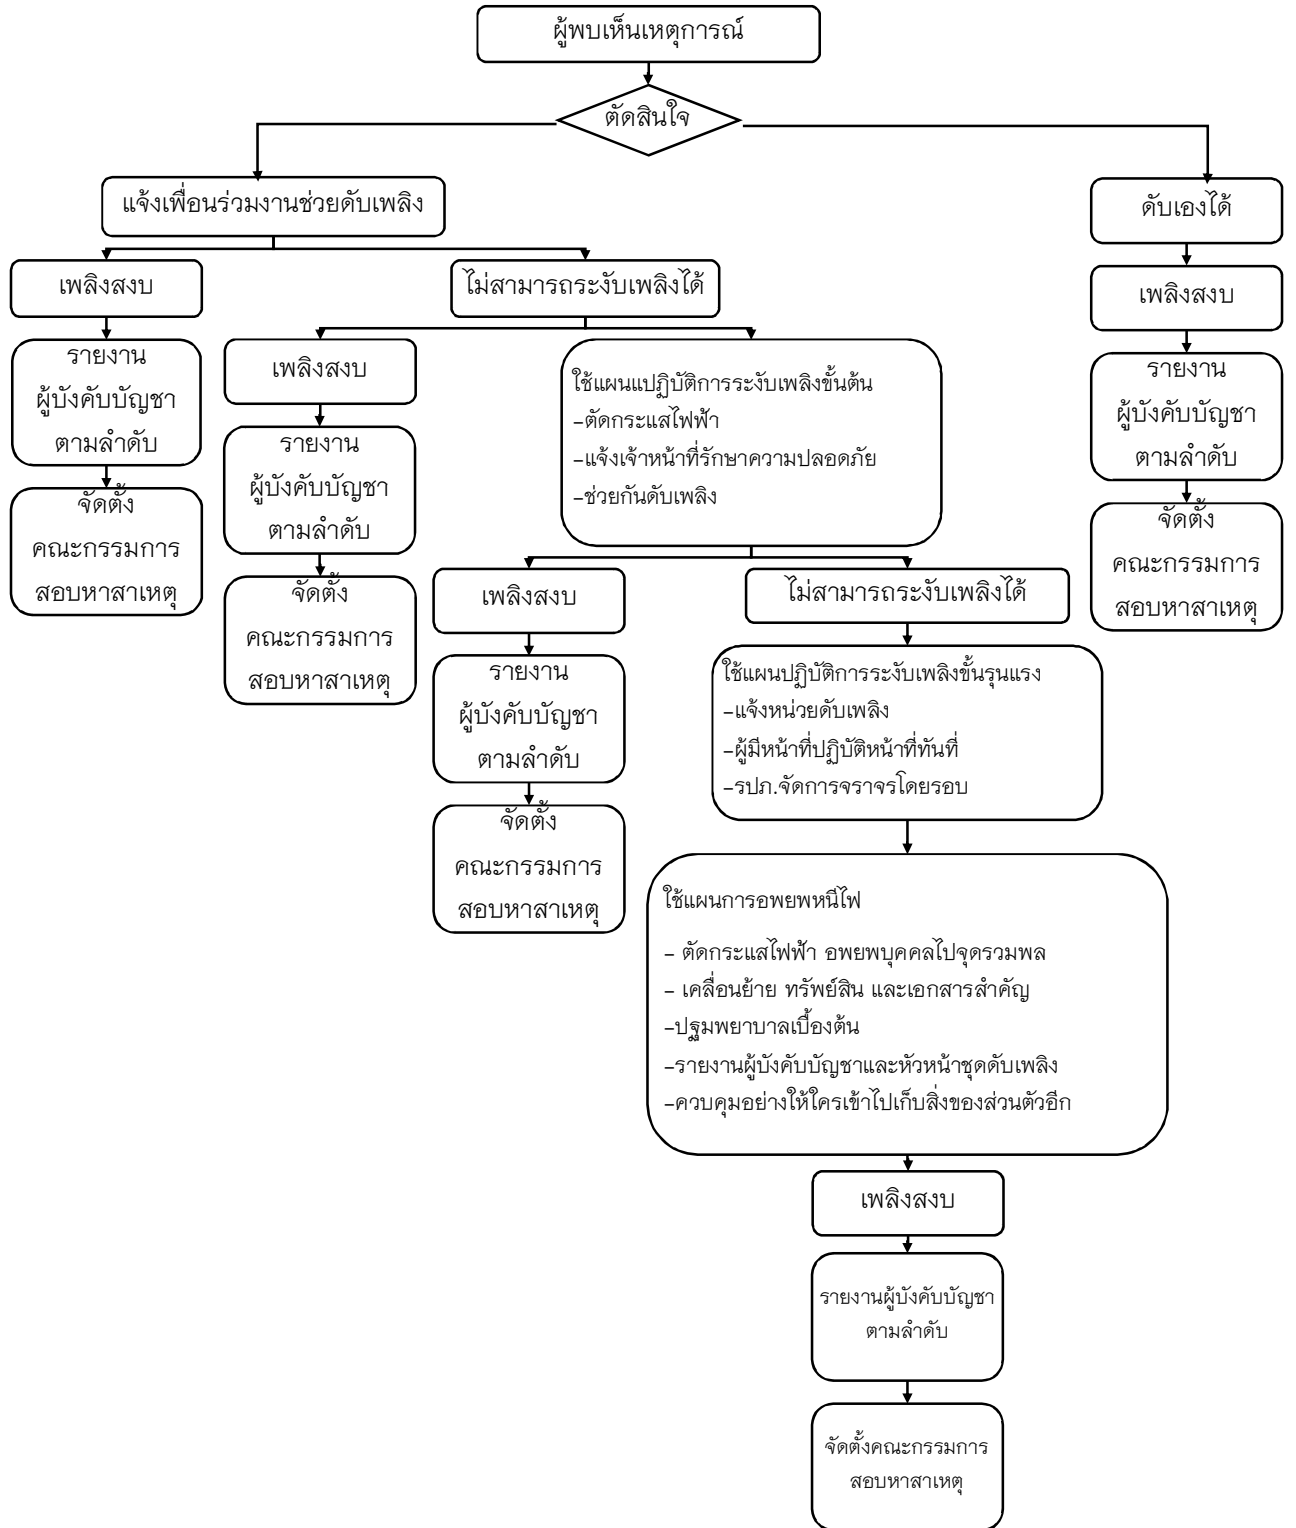 ผู้พบเห็นเหตุการณ์
ตัดสินใจ
แจ้งเพื่อนร่วมงานช่วยดับเพลิง
ดับเองได้
เพลิงสงบ
ไม่สามารถระงับเพลิงได้
เพลิงสงบ
รายงาน
ผู้บังคับบัญชา
ตามลำดับ
เพลิงสงบ
ใช้แผนแปฏิบัติการระงับเพลิงขั้นต้น
-ตัดกระแสไฟฟ้า
-แจ้งเจ้าหน้าที่รักษาความปลอดภัย
-ช่วยกันดับเพลิง
รายงาน
ผู้บังคับบัญชา
ตามลำดับ
จัดตั้ง
คณะกรรมการ
สอบหาสาเหตุ
รายงาน
ผู้บังคับบัญชา
ตามลำดับ
จัดตั้ง
คณะกรรมการ
สอบหาสาเหตุ
จัดตั้ง
คณะกรรมการ
สอบหาสาเหตุ
เพลิงสงบ
ไม่สามารถระงับเพลิงได้
รายงาน
ผู้บังคับบัญชา
ตามลำดับ
ใช้แผนปฏิบัติการระงับเพลิงขั้นรุนแรง
-แจ้งหน่วยดับเพลิง
-ผู้มีหน้าที่ปฏิบัติหน้าที่ทันที่
-รปภ.จัดการจราจรโดยรอบ
จัดตั้ง
คณะกรรมการ
สอบหาสาเหตุ
ใช้แผนการอพยพหนีไฟ
- ตัดกระแสไฟฟ้า อพยพบุคคลไปจุดรวมพล
- เคลื่อนย้าย ทรัพย์สิน และเอกสารสำคัญ
-ปฐมพยาบาลเบื้องต้น
-รายงานผู้บังคับบัญชาและหัวหน้าชุดดับเพลิง
-ควบคุมอย่างให้ใครเข้าไปเก็บสิ่งของส่วนตัวอีก
เพลิงสงบ
รายงานผู้บังคับบัญชา
ตามลำดับ
จัดตั้งคณะกรรมการ
สอบหาสาเหตุ